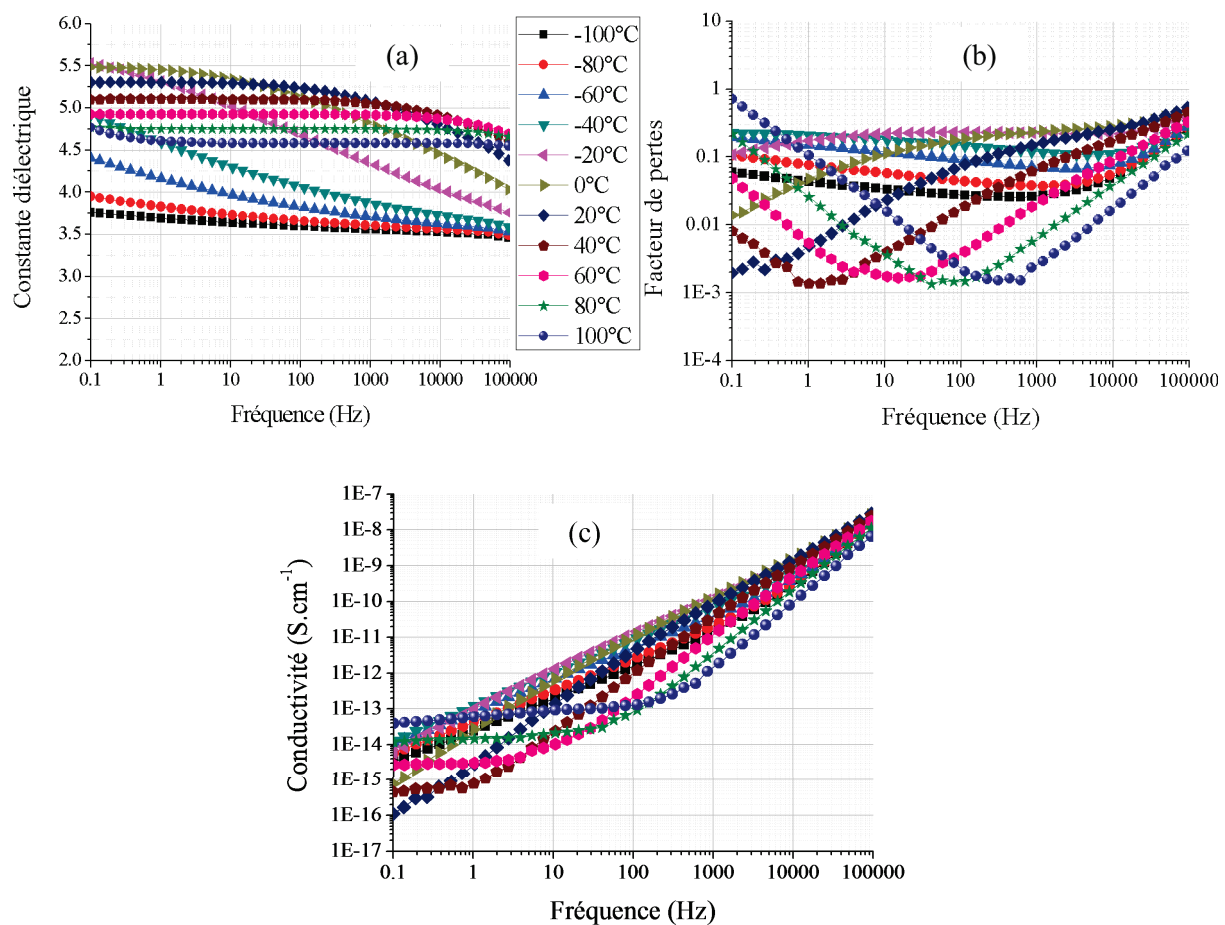 (a)
Constante diélectrique
6.0
5.5
5.0
4.5
4.0
3.5
3.0
2.5
2.0
0.1 1 10 100 1000 10000 100000
Fréquence (Hz)
-100°C
-80°C
-60°C
-40°C
-20°C
0°C
20°C
40°C
60°C
80°C
100°C
(b)
Facteur de pertes
10
1
0.1
0.01
1E-3
1E-4
0.1 1 10 100 1000 10000 100000
Fréquence (Hz)
(c)
Conductivité (S.cm⁻¹)
1E-7
1E-8
1E-9
1E-10
1E-11
1E-12
1E-13
1E-14
1E-15
1E-16
1E-17
0.1 1 10 100 1000 10000 100000
Fréquence (Hz)